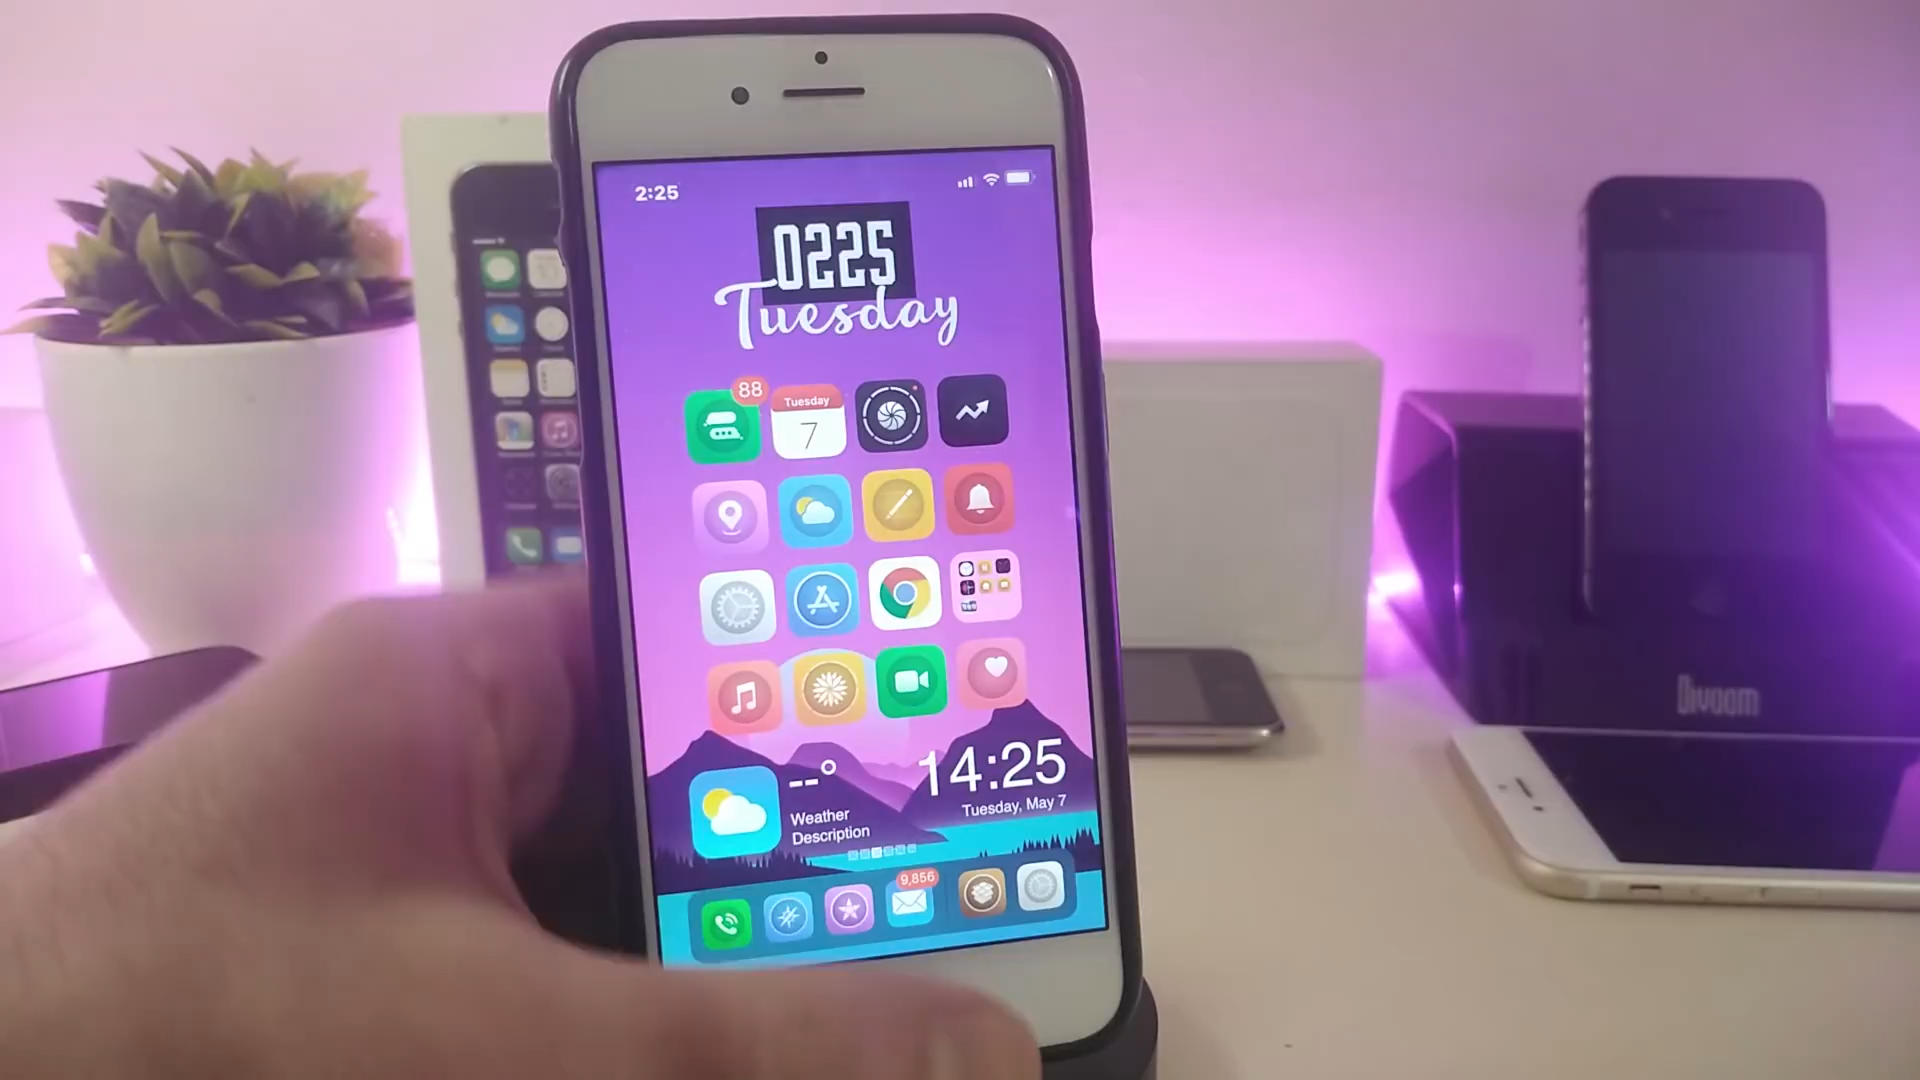 2:25
0225
Tuesday
88
Tuesday
7
--°
Weather
Description
14:25
Tuesday, May 7
9,856
Divoom